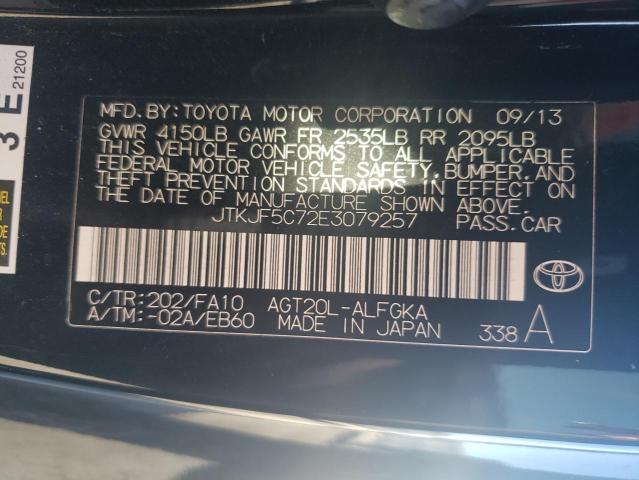 MFD.BY:TOYOTA MOTOR CORPORATION 09/13
GVWR 4150LB GAWR FR 2535LB RR 2095LB
THIS VEHICLE CONFORMS TO ALL APPLICABLE
FEDERAL MOTOR VEHICLE SAFETY,BUMPER,AND
THEFT PREVENTION STANDARDS IN EFFECT ON
THE DATE OF MANUFACTURE SHOWN ABOVE.
JTKJF5C72E3079257 PASS.CAR
C/TR:202/FA10 AGT20L-ALFGKA
A/TM:-02A/EB60 MADE IN JAPAN 338 A
3 E
21200